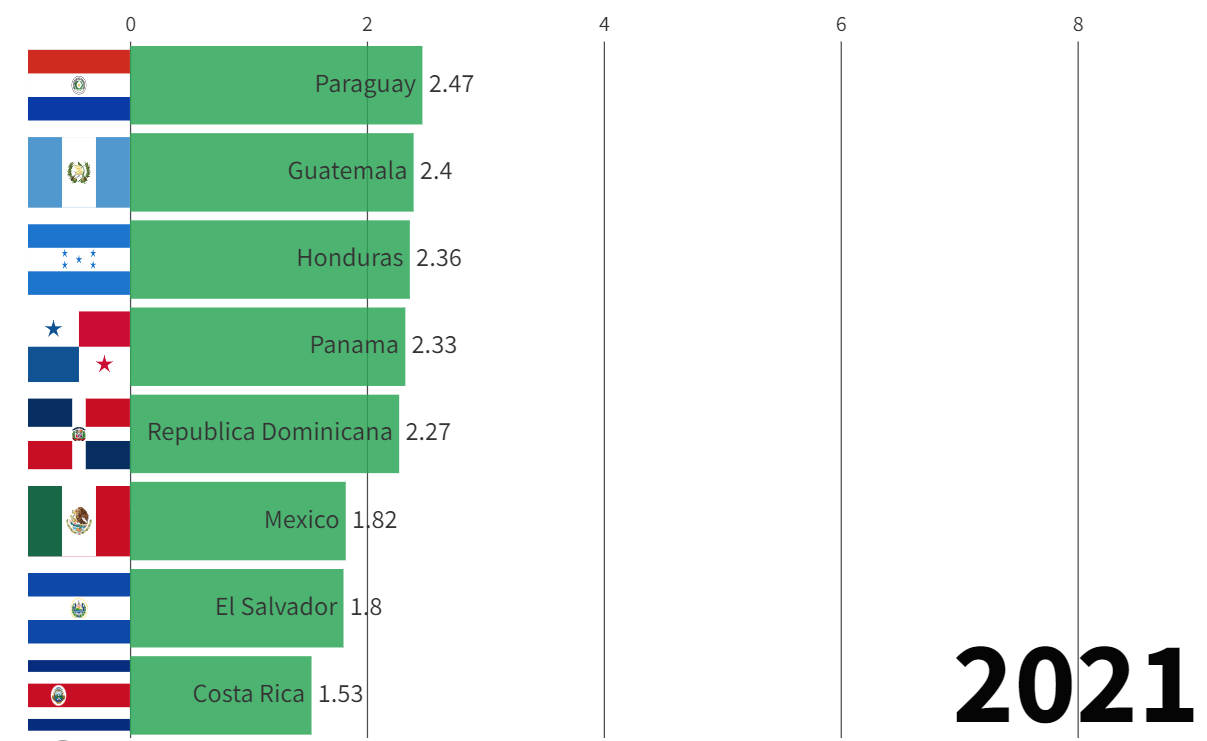 0 2 4 6 8
Paraguay 2.47
Guatemala 2.4
Honduras 2.36
Panama 2.33
Republica Dominicana 2.27
Mexico 1.82
El Salvador 1.8
Costa Rica 1.53
2021